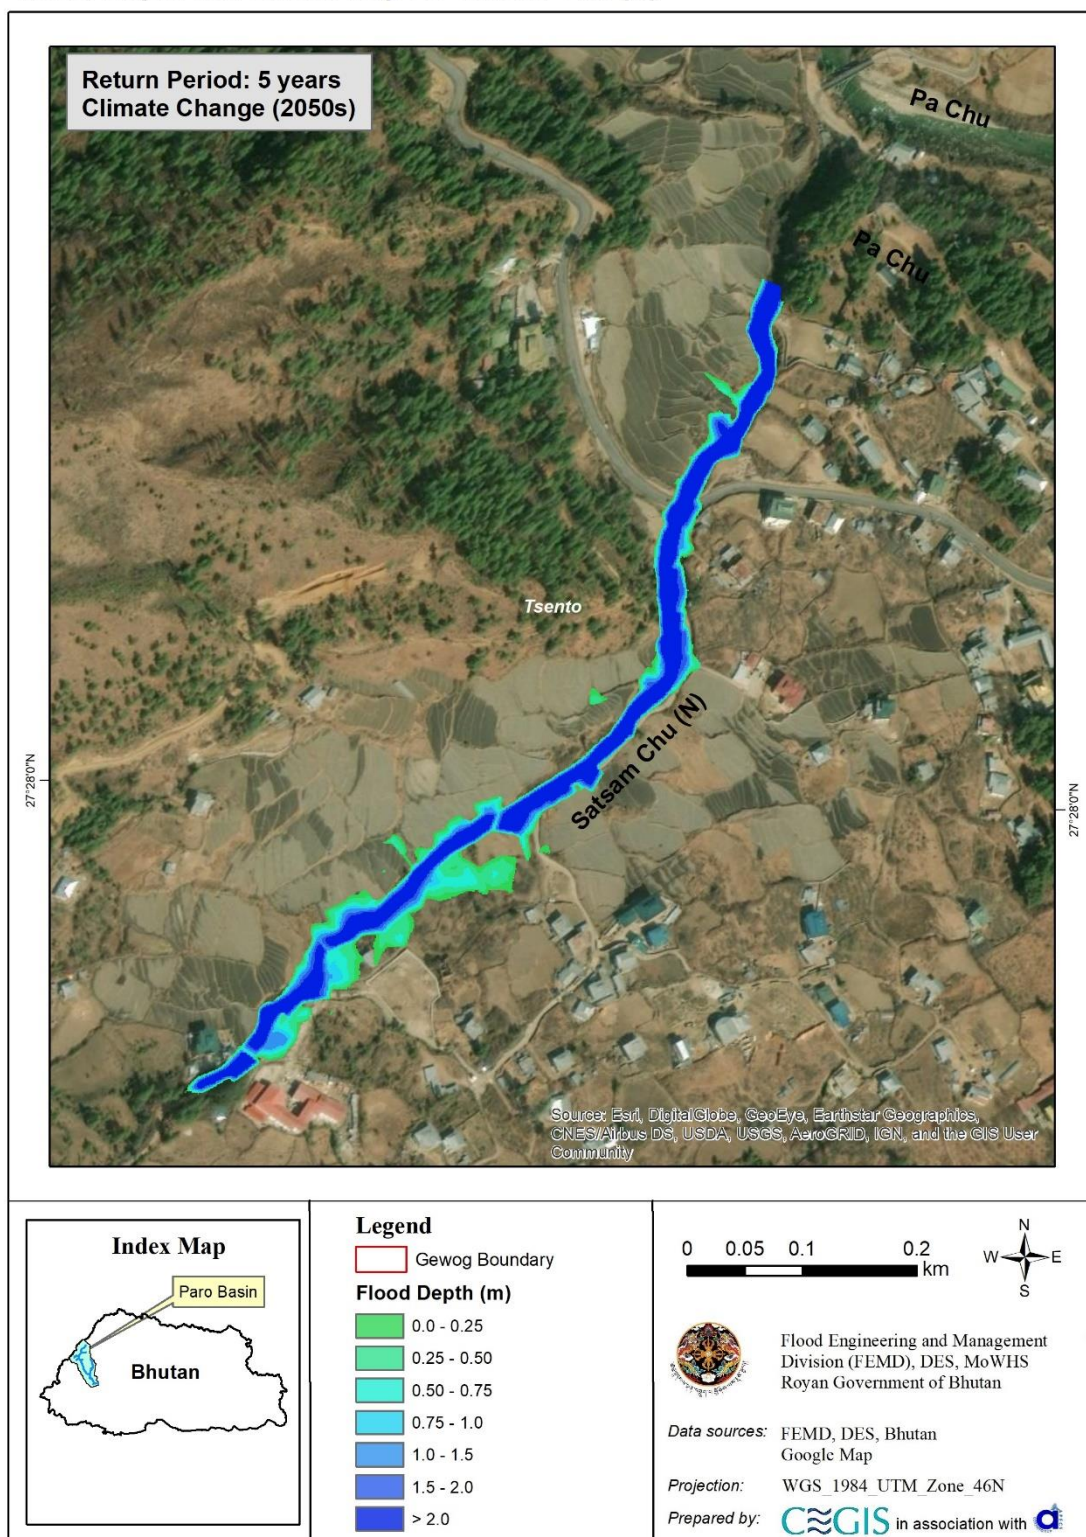 Return Period: 5 years
Climate Change (2050s)
Pa Chu
Pa Chu
Tsento
Satsam Chu (N)
27°28'0"N
27°28'0"N
Source: Esri, DigitalGlobe, GeoEye, Earthstar Geographics,
CNES/Airbus DS, USDA, USGS, AeroGRID, IGN, and the GIS User
Community
Index Map
Paro Basin
Bhutan
Legend
Gewog Boundary
Flood Depth (m)
0.0 - 0.25
0.25 - 0.50
0.50 - 0.75
0.75 - 1.0
1.0 - 1.5
1.5 - 2.0
> 2.0
0 0.05 0.1 0.2
km
N
W E
S
Flood Engineering and Management
Division (FEMD), DES, MoWHS
Royan Government of Bhutan
Data sources: FEMD, DES, Bhutan
Google Map
Projection: WGS_1984_UTM_Zone_46N
Prepared by: CEGIS in association with